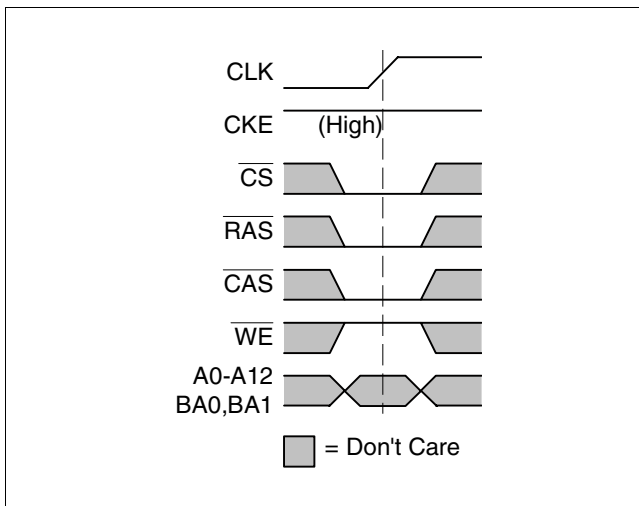 CLK
CKE (High)
CS
RAS
CAS
WE
A0-A12
BA0,BA1
= Don't Care